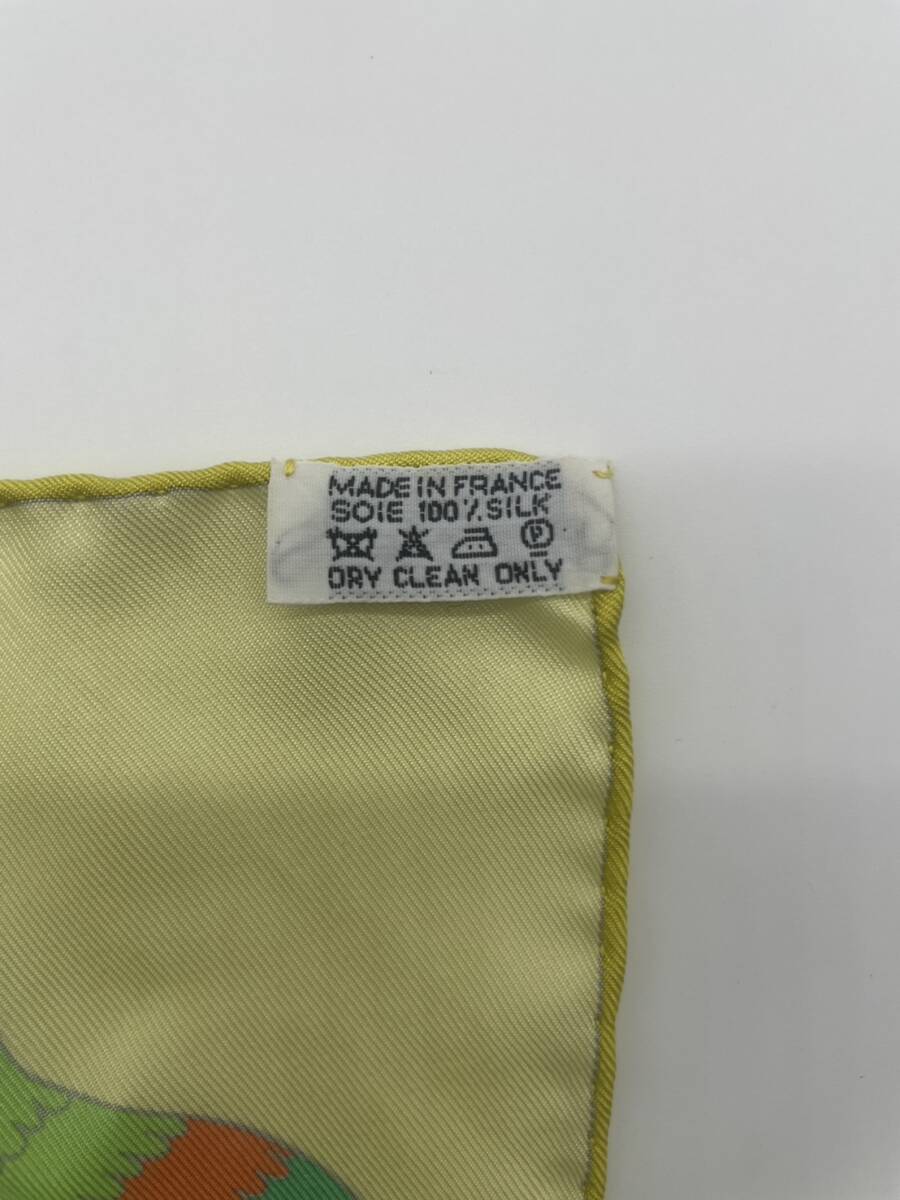 MADE IN FRANCE
SOIE 100% SILK
P
DRY CLEAN ONLY